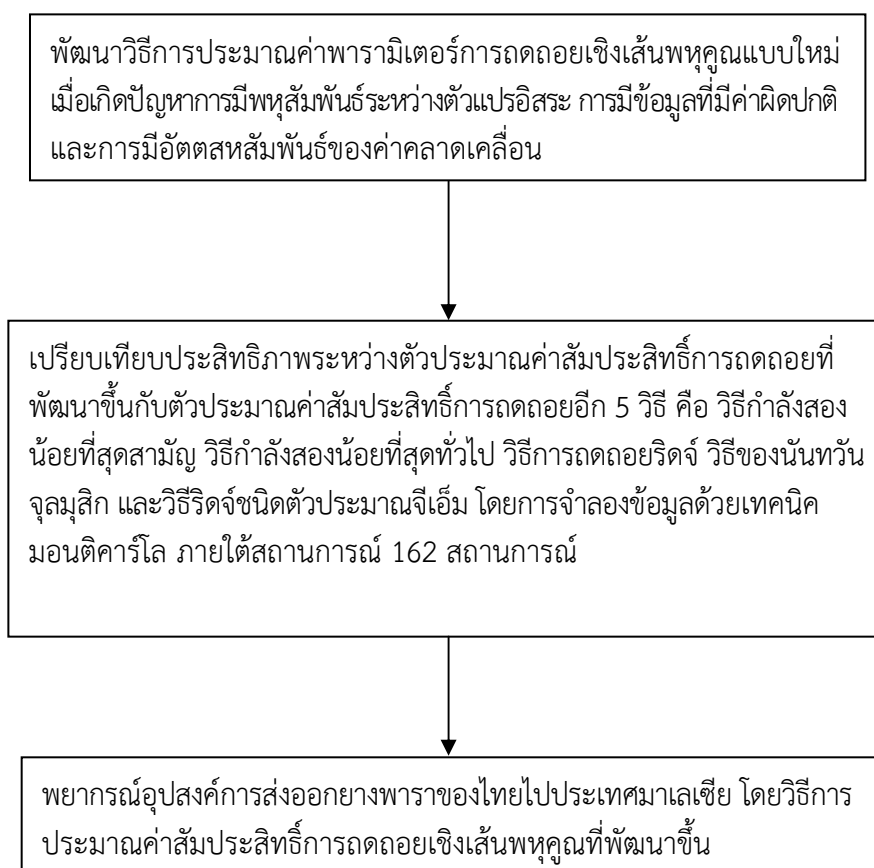 พัฒนาวิธีการประมาณค่าพารามิเตอร์การถดถอยเชิงเส้นพหุคูณแบบใหม่
เมื่อเกิดปัญหาการมีพหุสัมพันธ์ระหว่างตัวแปรอิสระ การมีข้อมูลที่มีค่าผิดปกติ
และการมีอัตตสหสัมพันธ์ของค่าคลาดเคลื่อน
เปรียบเทียบประสิทธิภาพระหว่างตัวประมาณค่าสัมประสิทธิ์การถดถอยที่
พัฒนาขึ้นกับตัวประมาณค่าสัมประสิทธิ์การถดถอยอีก 5 วิธี คือ วิธีกำลังสอง
น้อยที่สุดสามัญ วิธีกำลังสองน้อยที่สุดทั่วไป วิธีการถดถอยริดจ์ วิธีของนันทวัน
จุลมุสิก และวิธีริดจ์ชนิดตัวประมาณจีเอ็ม โดยการจำลองข้อมูลด้วยเทคนิค
มอนติคาร์โล ภายใต้สถานการณ์ 162 สถานการณ์
พยากรณ์อุปสงค์การส่งออกยางพาราของไทยไปประเทศมาเลเซีย โดยวิธีการ
ประมาณค่าสัมประสิทธิ์การถดถอยเชิงเส้นพหุคูณที่พัฒนาขึ้น